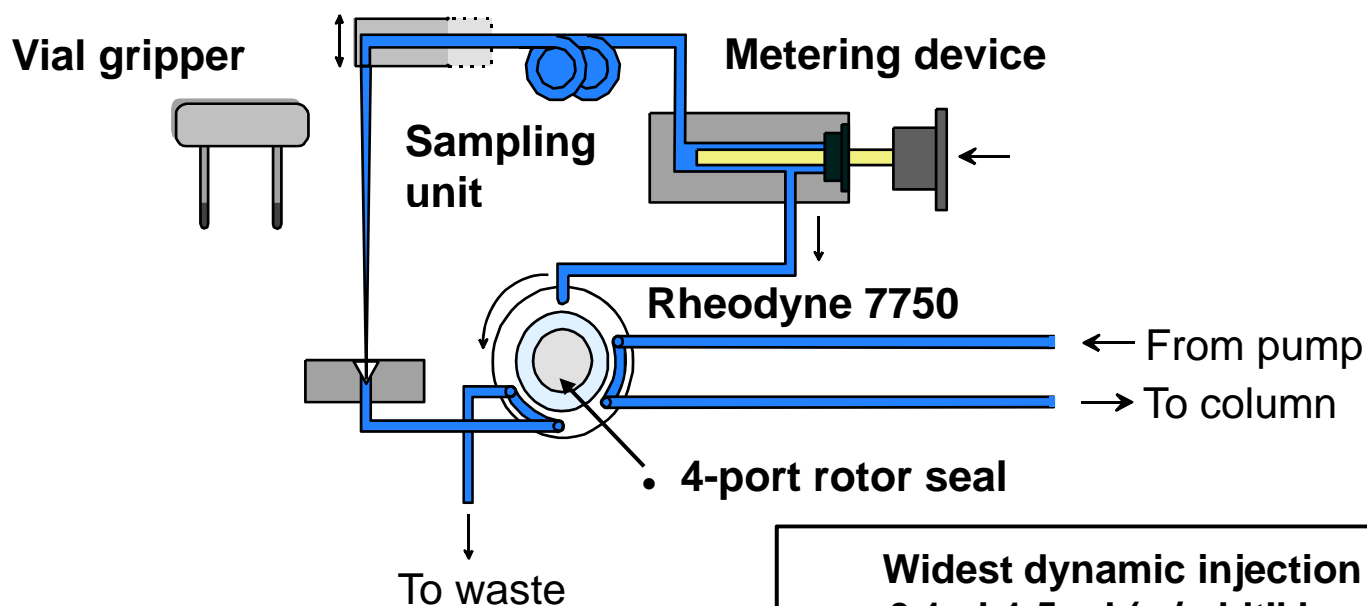 Vial gripper
Metering device
Sampling
unit
Rheodyne 7750
From pump
To column
• 4-port rotor seal
To waste
Widest dynamic injection